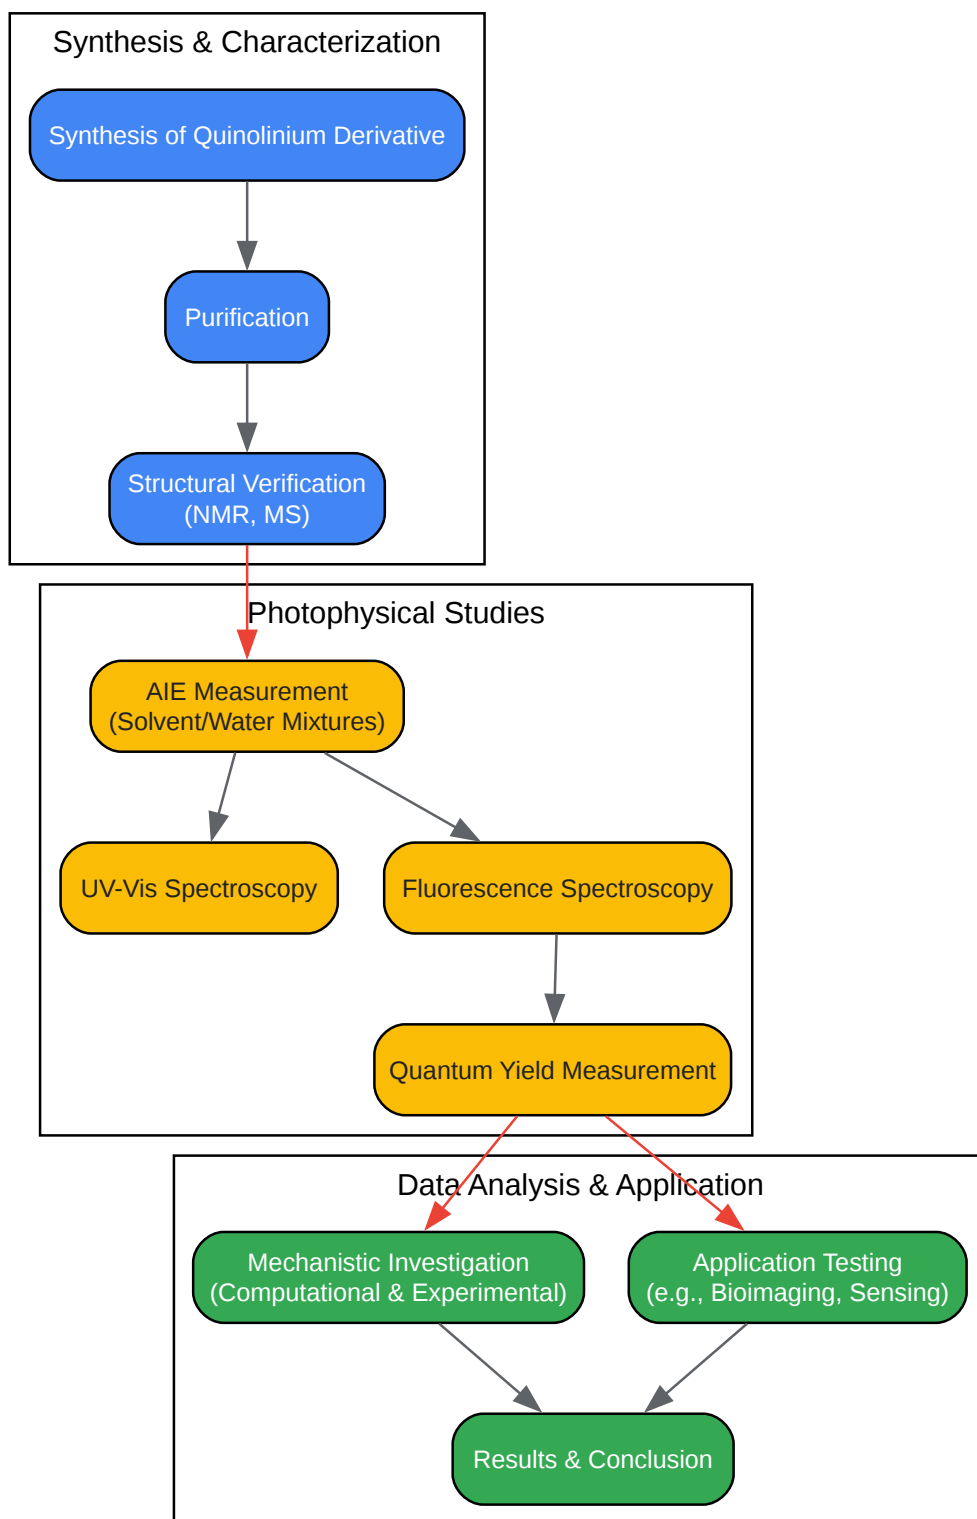 Synthesis & Characterization
Synthesis of Quinolinium Derivative
Purification
Structural Verification
(NMR, MS)
Photophysical Studies
AIE Measurement
(Solvent/Water Mixtures)
UV-Vis Spectroscopy
Fluorescence Spectroscopy
Quantum Yield Measurement
Data Analysis & Application
Mechanistic Investigation
(Computational & Experimental)
Application Testing
(e.g., Bioimaging, Sensing)
Results & Conclusion